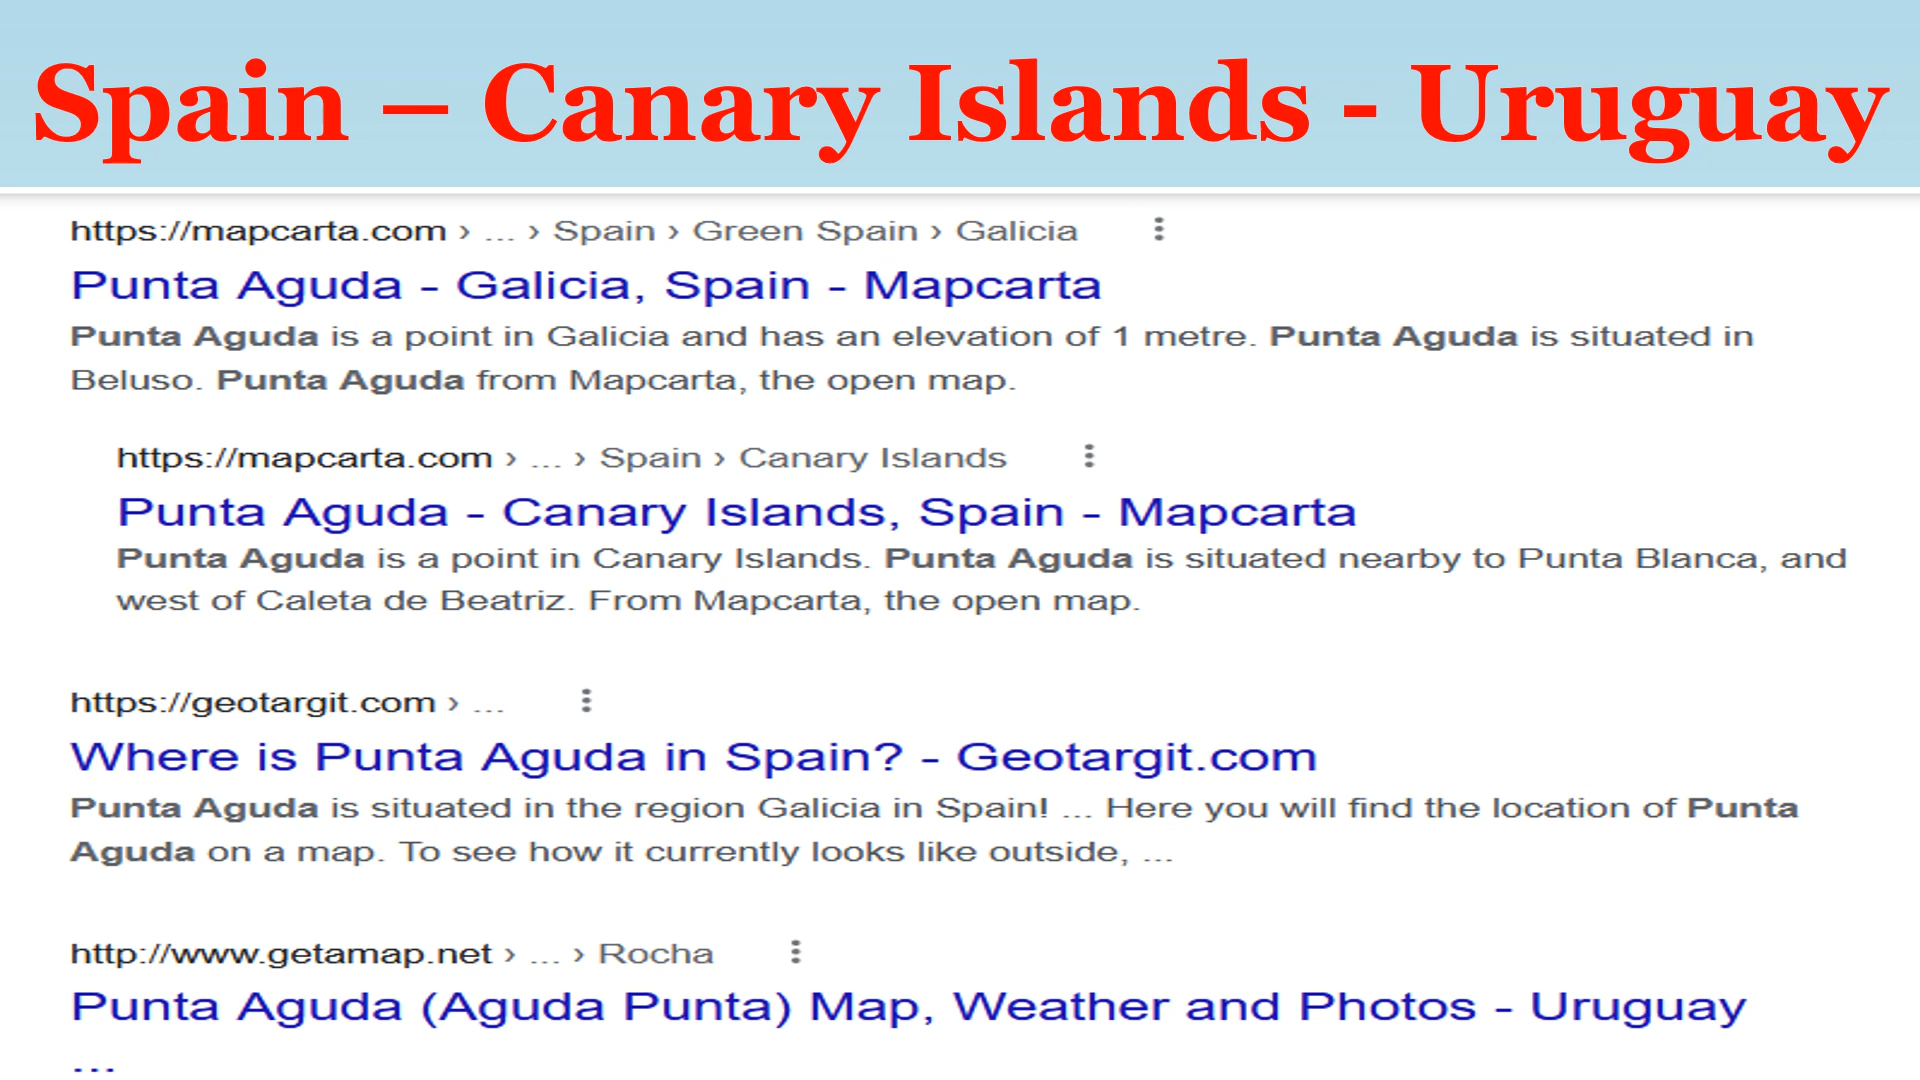 Spain – Canary Islands - Uruguay
https://mapcarta.com › ... › Spain › Green Spain › Galicia
Punta Aguda - Galicia, Spain - Mapcarta
Punta Aguda is a point in Galicia and has an elevation of 1 metre. Punta Aguda is situated in
Beluso. Punta Aguda from Mapcarta, the open map.
https://mapcarta.com › ... › Spain › Canary Islands
Punta Aguda - Canary Islands, Spain - Mapcarta
Punta Aguda is a point in Canary Islands. Punta Aguda is situated nearby to Punta Blanca, and
west of Caleta de Beatriz. From Mapcarta, the open map.
https://geotargit.com › ...
Where is Punta Aguda in Spain? - Geotargit.com
Punta Aguda is situated in the region Galicia in Spain! ... Here you will find the location of Punta
Aguda on a map. To see how it currently looks like outside, ...
http://www.getamap.net › ... › Rocha
Punta Aguda (Aguda Punta) Map, Weather and Photos - Uruguay
...